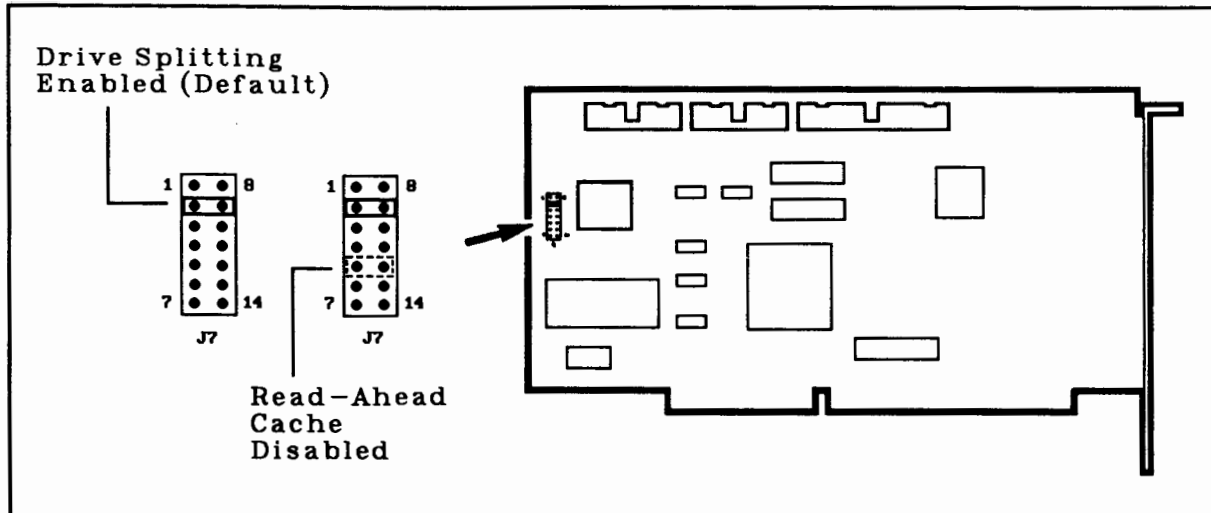 Drive Splitting
Enabled (Default)
1 8
7 14
J7
1 8
7 14
J7
Read-Ahead
Cache
Disabled